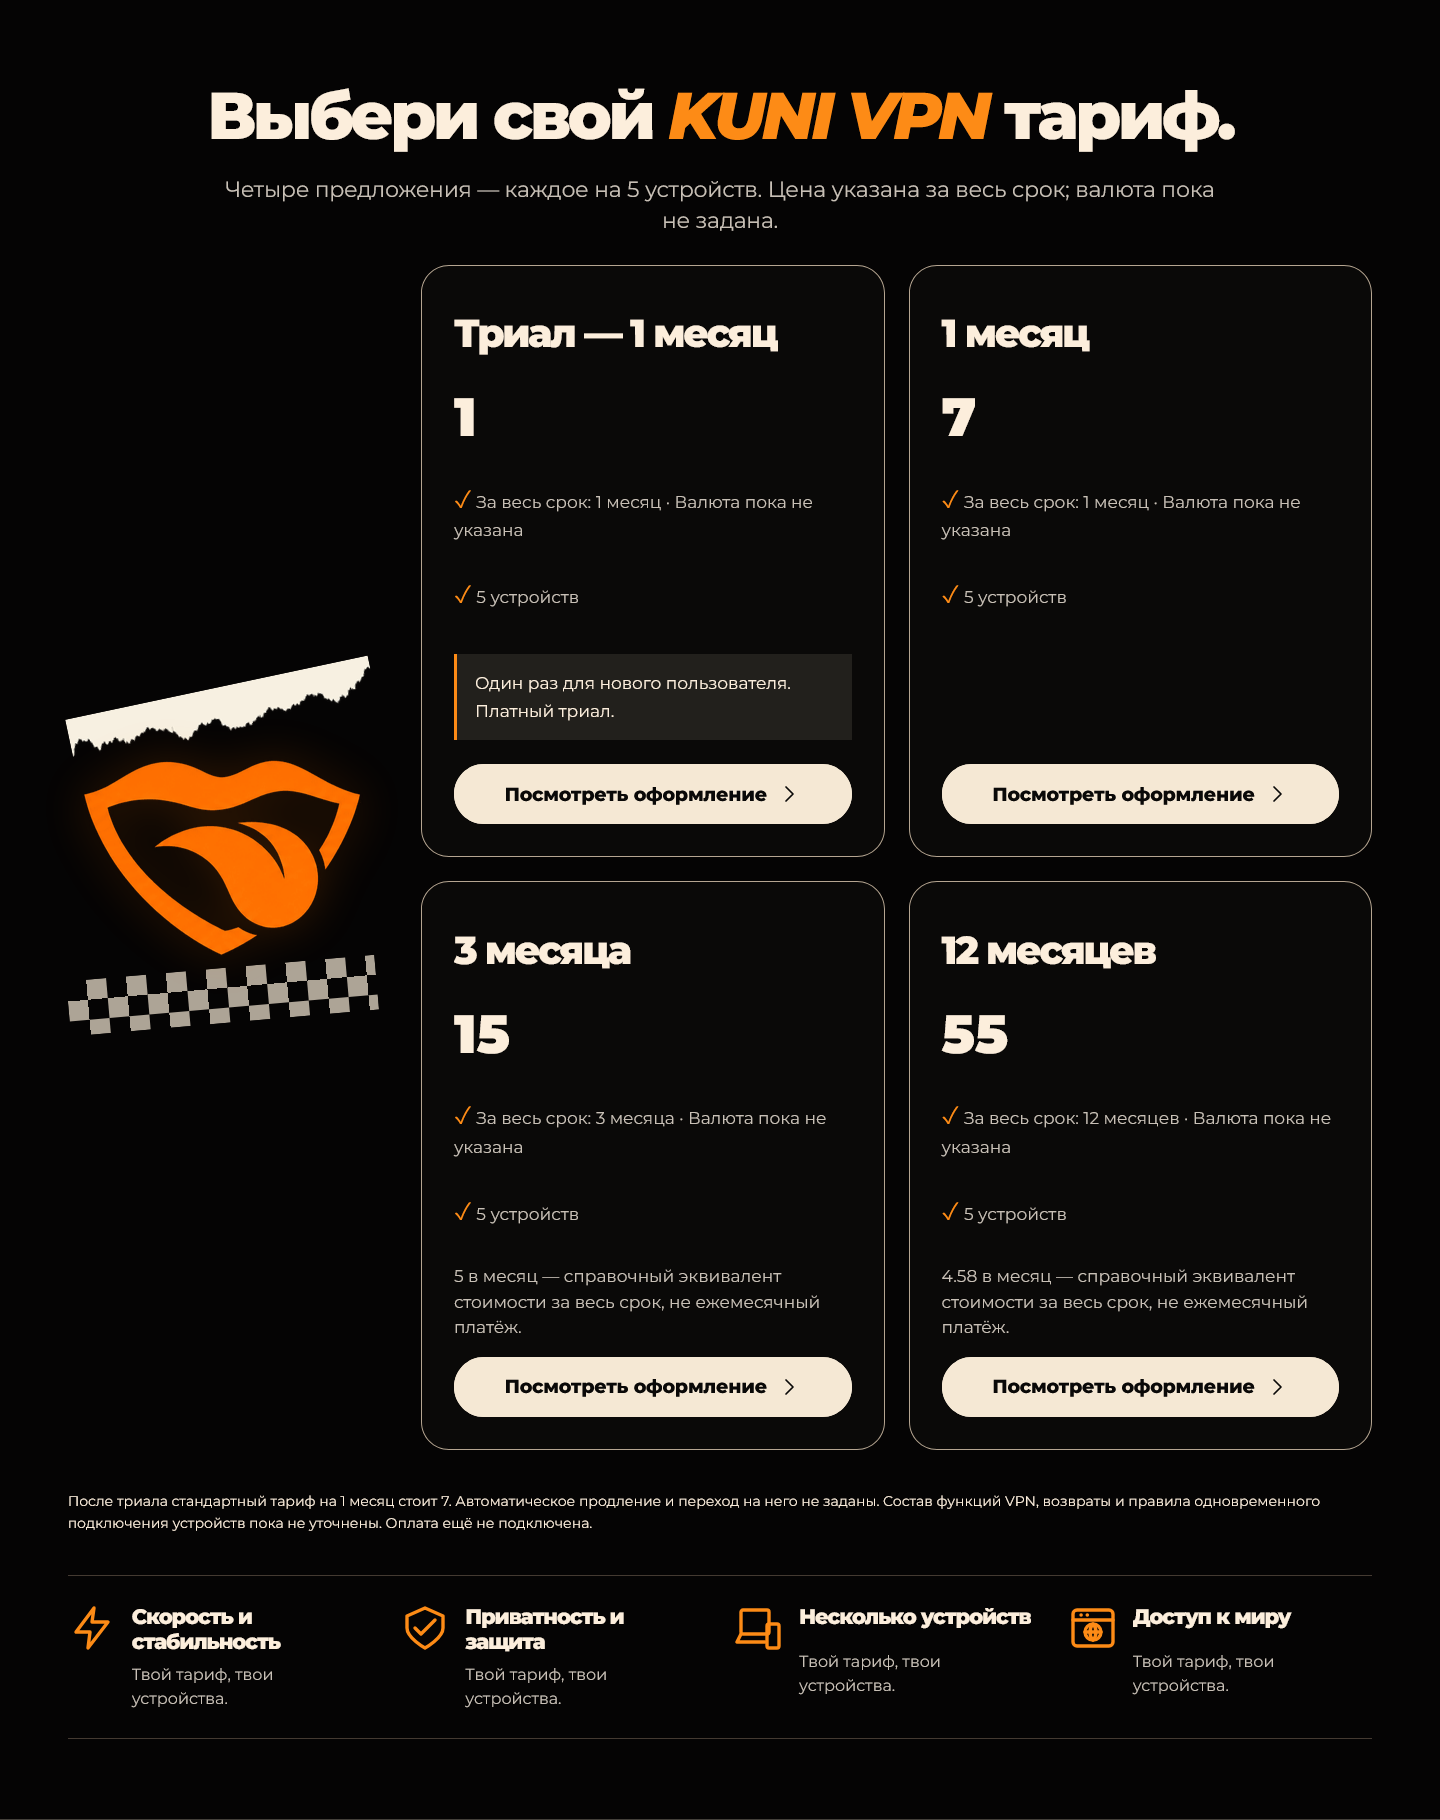 Выбери свой KUNI VPN тариф.
Четыре предложения — каждое на 5 устройств. Цена указана за весь срок; валюта пока
не задана.
Триал — 1 месяц
1
✓ За весь срок: 1 месяц · Валюта пока не
указана
✓ 5 устройств
Один раз для нового пользователя.
Платный триал.
Посмотреть оформление
1 месяц
7
✓ За весь срок: 1 месяц · Валюта пока не
указана
✓ 5 устройств
Посмотреть оформление
3 месяца
15
✓ За весь срок: 3 месяца · Валюта пока не
указана
✓ 5 устройств
5 в месяц — справочный эквивалент
стоимости за весь срок, не ежемесячный
платёж.
Посмотреть оформление
12 месяцев
55
✓ За весь срок: 12 месяцев · Валюта пока не
указана
✓ 5 устройств
4.58 в месяц — справочный эквивалент
стоимости за весь срок, не ежемесячный
платёж.
Посмотреть оформление
После триала стандартный тариф на 1 месяц стоит 7. Автоматическое продление и переход на него не заданы. Состав функций VPN, возвраты и правила одновременного
подключения устройств пока не уточнены. Оплата ещё не подключена.
Скорость и
стабильность
Твой тариф, твои
устройства.
Приватность и
защита
Твой тариф, твои
устройства.
Несколько устройств
Твой тариф, твои
устройства.
Доступ к миру
Твой тариф, твои
устройства.